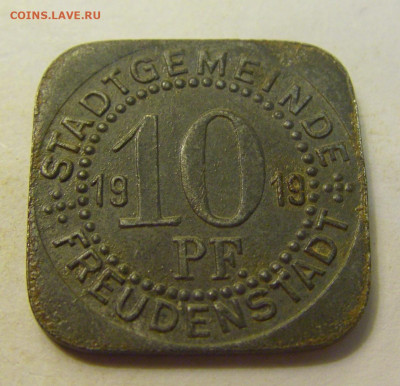 COINS.LAVE.RU
STADTGEMEINDE
10
19 19
PF.
FREUDENSTADT